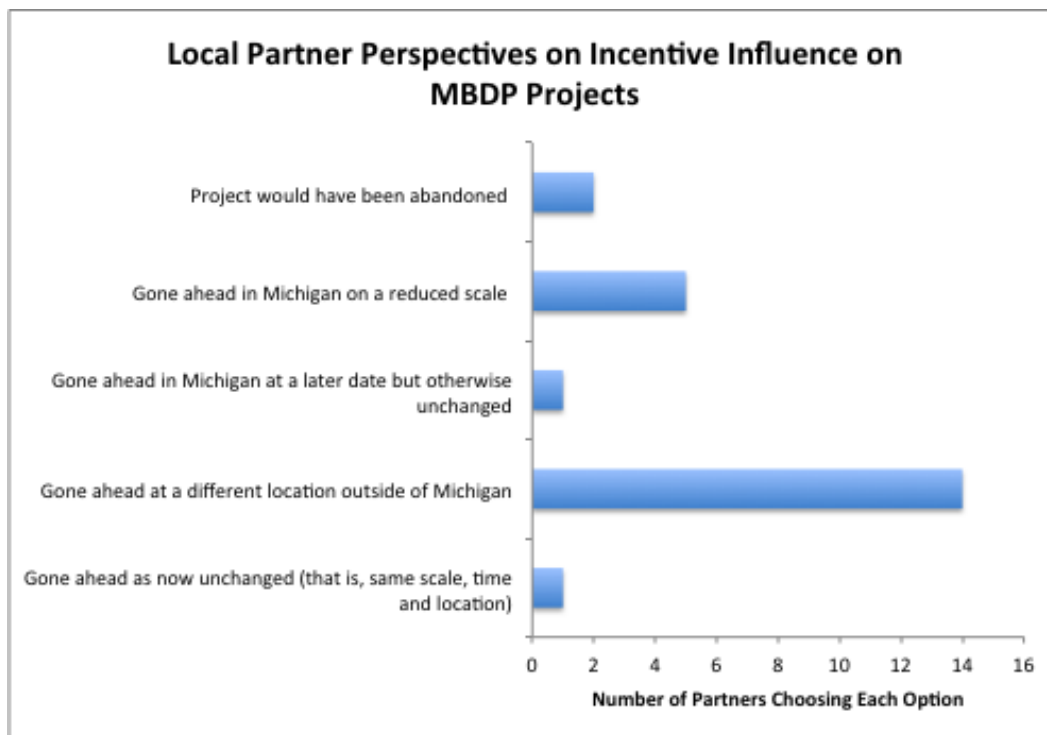 Local Partner Perspectives on Incentive Influence on
MBDP Projects
Project would have been abandoned
Gone ahead in Michigan on a reduced scale
Gone ahead in Michigan at a later date but otherwise
unchanged
Gone ahead at a different location outside of Michigan
Gone ahead as now unchanged (that is, same scale, time
and location)
0 2 4 6 8 10 12 14 16
Number of Partners Choosing Each Option